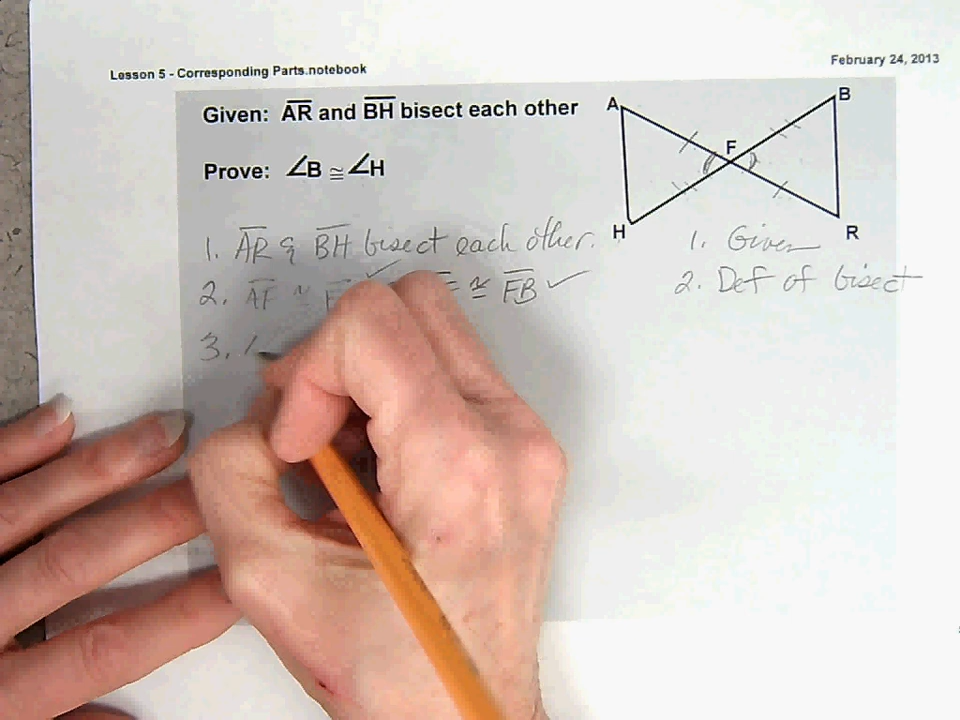 Lesson 5 - Corresponding Parts.notebook
February 24, 2013
Given: AR and BH bisect each other
Prove: ∠B ≅ ∠H
A
B
F
H
R
1. AR & BH bisect each other.
1. Given
2. AF ≅ ≅ FB ✓
2. Def of bisect
3.